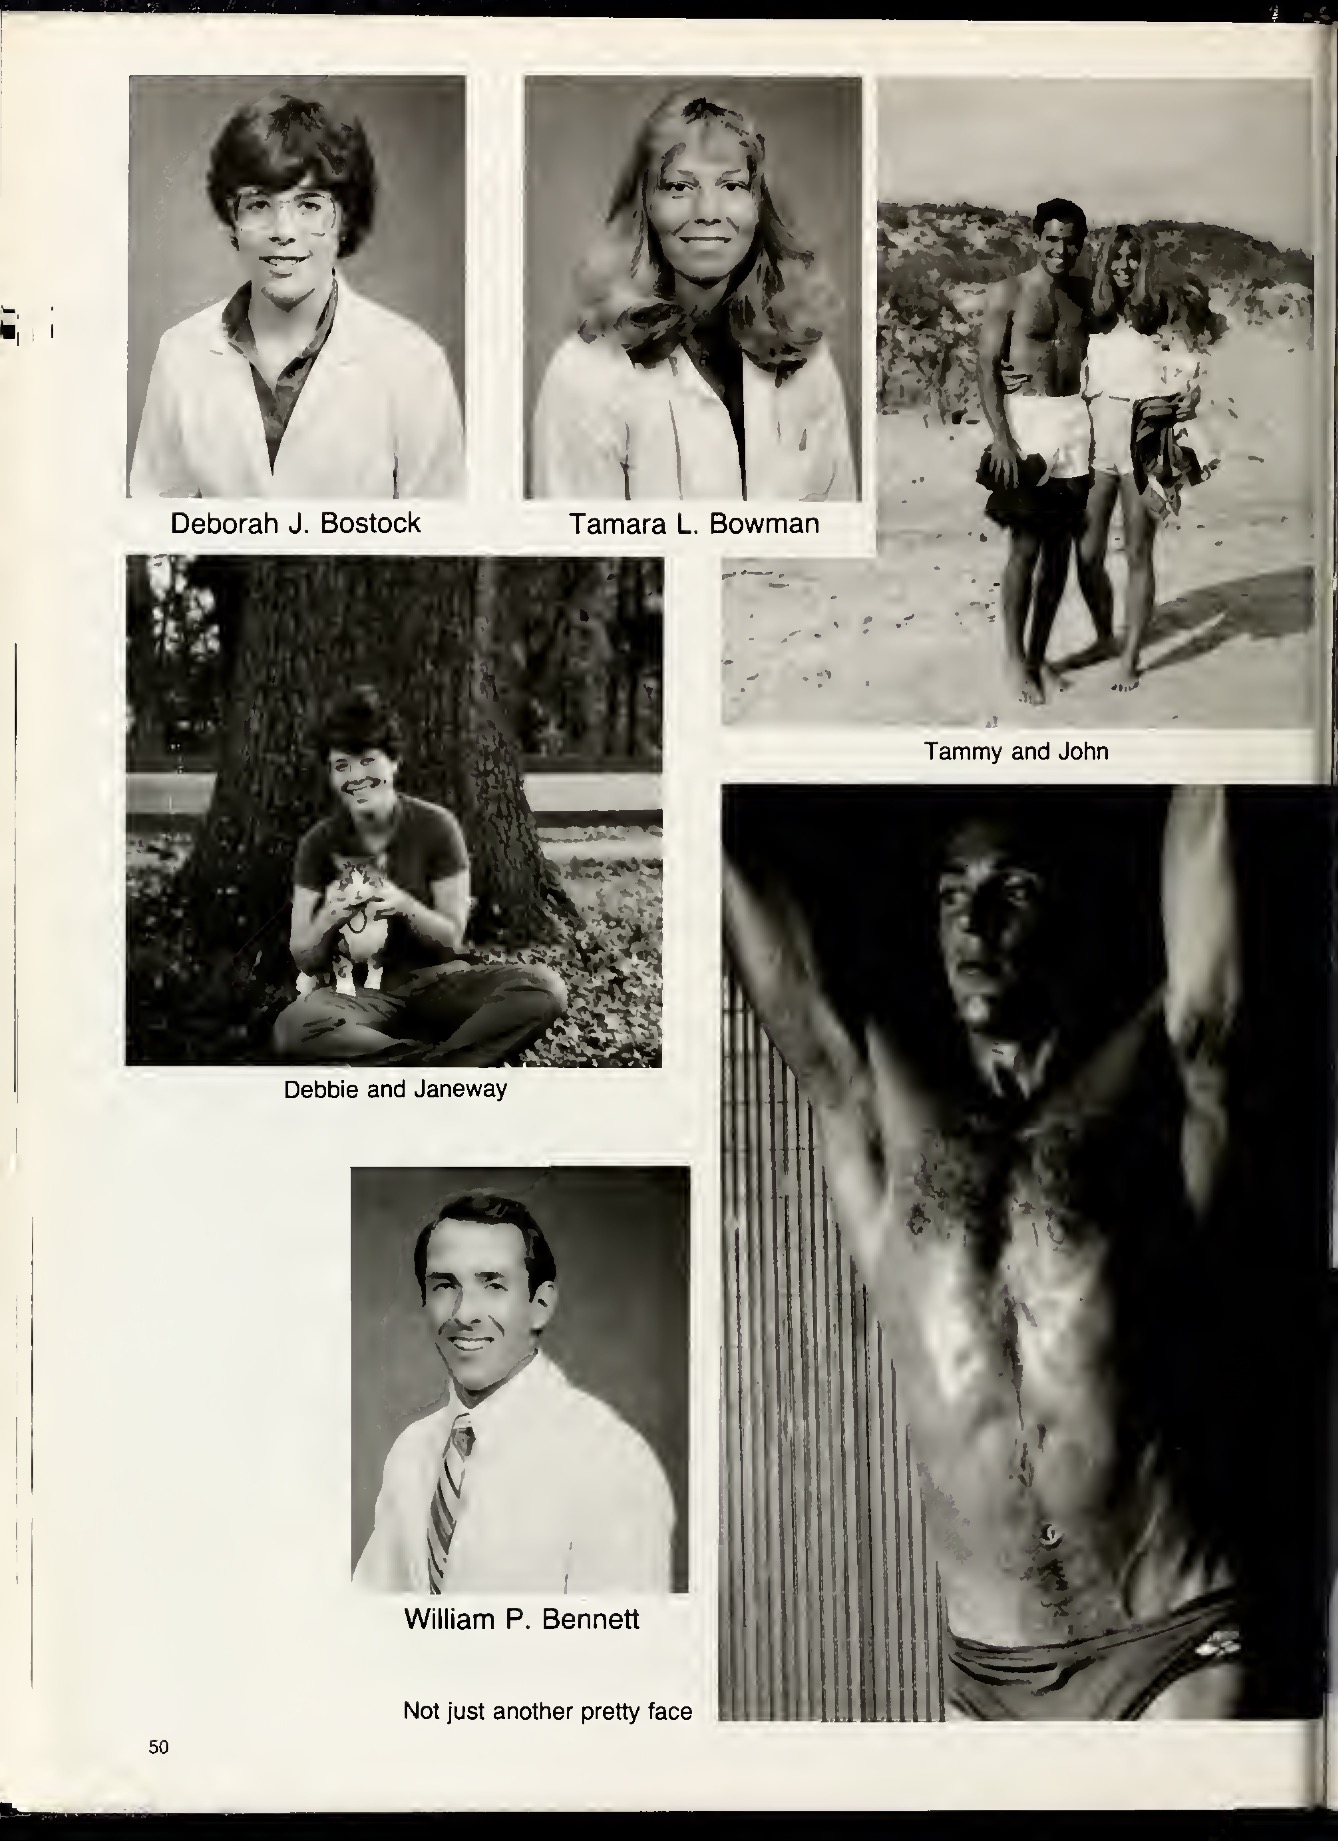 Deborah J. Bostock
Tamara L. Bowman
Tammy and John
Debbie and Janeway
William P. Bennett
Not just another pretty face
50